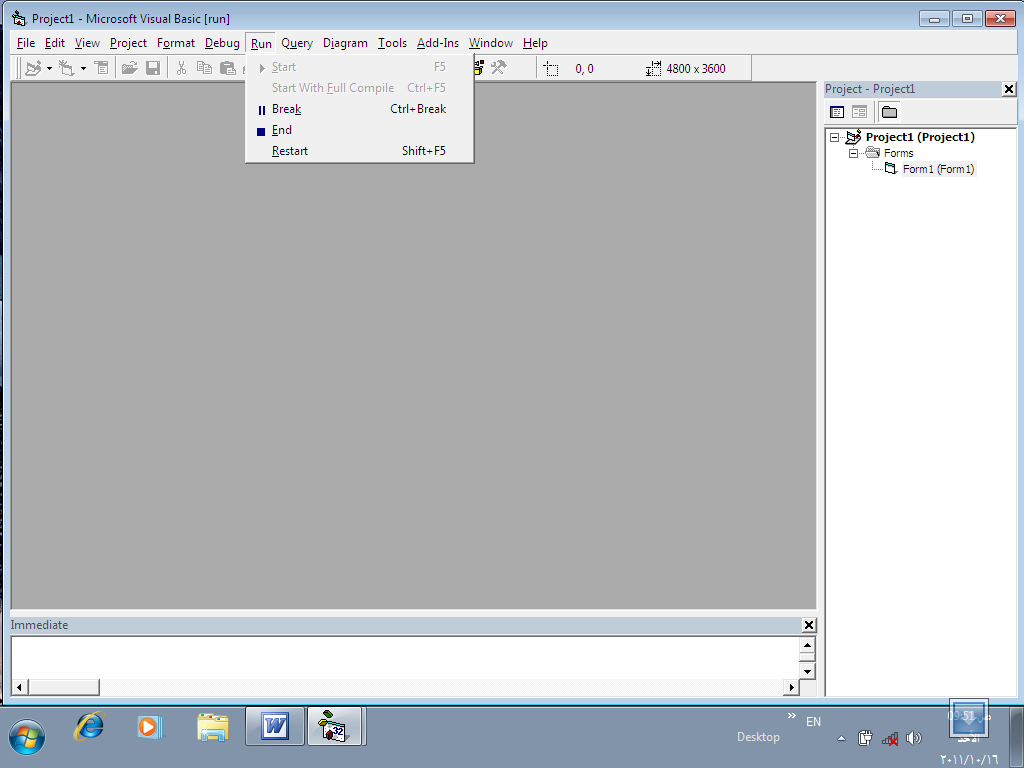 Project1 - Microsoft Visual Basic [run]
File Edit View Project Format Debug Run Query Diagram Tools Add-Ins Window Help
0, 0 4800 x 3600
Start F5
Start With Full Compile Ctrl+F5
Break Ctrl+Break
End
Restart Shift+F5
Project - Project1
Project1 (Project1)
Forms
Form1 (Form1)
Immediate
W
32
» EN
Desktop
٢٠١١/١٠/١٦